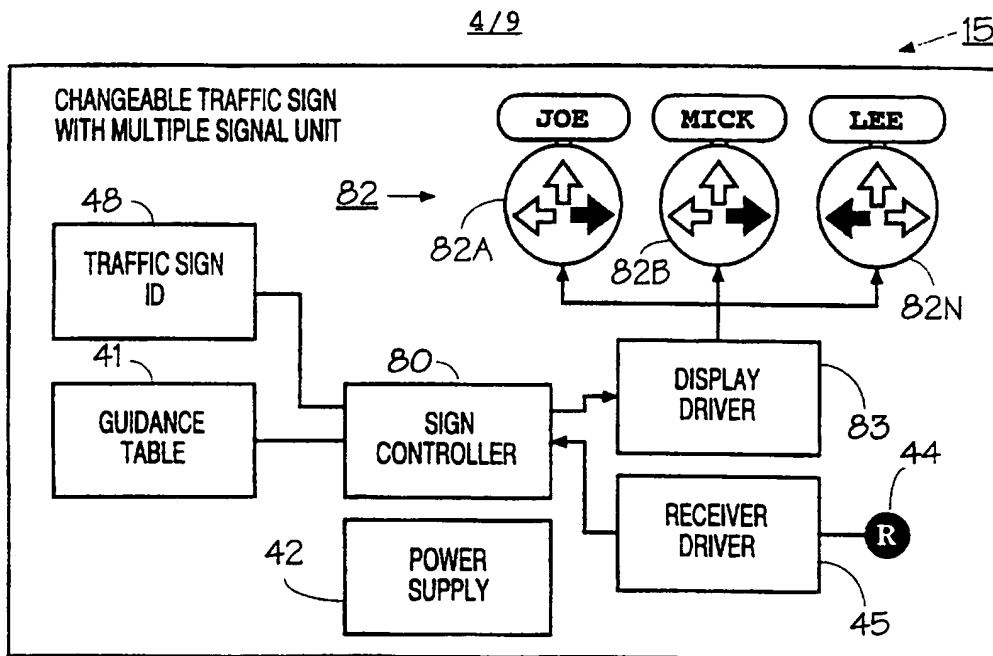 4/9
15
CHANGEABLE TRAFFIC SIGN
WITH MULTIPLE SIGNAL UNIT
JOE
MICK
LEE
82
82A
82B
82N
48
TRAFFIC SIGN
ID
41
GUIDANCE
TABLE
80
SIGN
CONTROLLER
DISPLAY
DRIVER
83
44
R
RECEIVER
DRIVER
45
42
POWER
SUPPLY